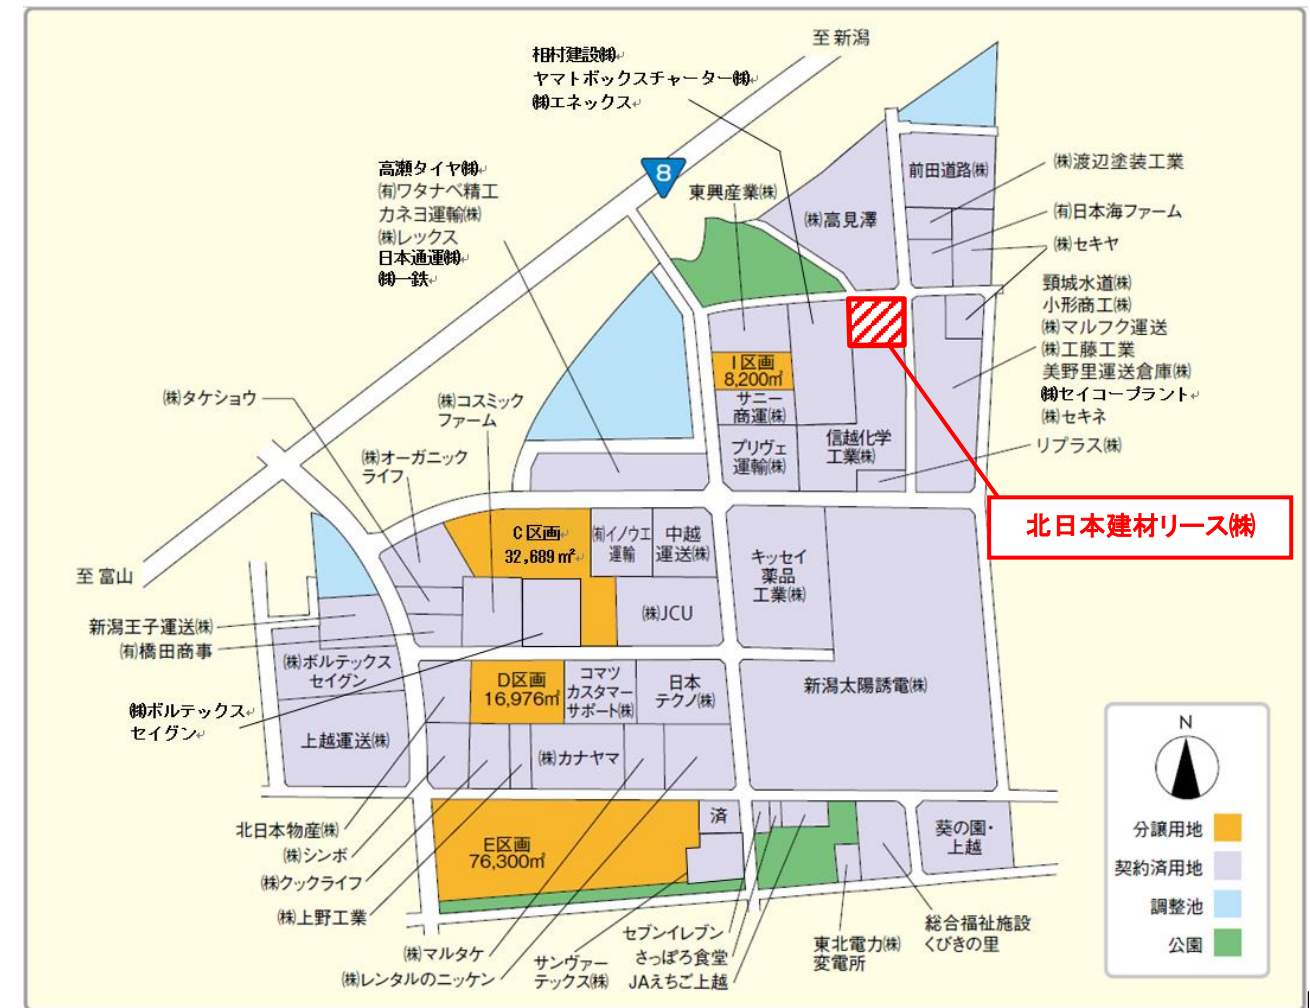 至 新潟
相村建設㈱
ヤマトボックスチャーター㈱
㈱エネックス
8
高瀬タイヤ㈱
㈲ワタナベ精工
カネヨ運輸㈱
㈱レックス
日本通運㈱
㈱一鉄
東興産業㈱
㈱高見澤
前田道路㈱
㈱渡辺塗装工業
㈲日本海ファーム
㈱セキヤ
頸城水道㈱
小形商工㈱
㈱マルフク運送
㈱工藤工業
美野里運送倉庫㈱
㈱セイコープラント
㈱セキネ
リプラス㈱
I区画
8,200㎡
サニー
商運㈱
プリヴェ
運輸㈱
信越化学
工業㈱
北日本建材リース㈱
㈱タケショウ
㈱コスミック
ファーム
㈱オーガニック
ライフ
C区画
32,689㎡
㈲イノウエ
運輸
中越
運送㈱
キッセイ
薬品
工業㈱
㈱JCU
至 富山
新潟王子運送㈱
㈲橋田商事
㈱ボルテックス
セイグン
D区画
16,976㎡
コマツ
カスタマー
サポート㈱
日本
テクノ㈱
新潟太陽誘電㈱
㈱ボルテックス
セイグン
上越運送㈱
㈱カナヤマ
北日本物産㈱
㈱シンボ
㈱クックライフ
㈱上野工業
E区画
76,300㎡
済
葵の園・
上越
㈱マルタケ
㈱レンタルのニッケン
サンヴァー
テックス㈱
セブンイレブン
さっぽろ食堂
JAえちご上越
東北電力㈱
変電所
総合福祉施設
くびきの里
N
分譲用地
契約済用地
調整池
公園